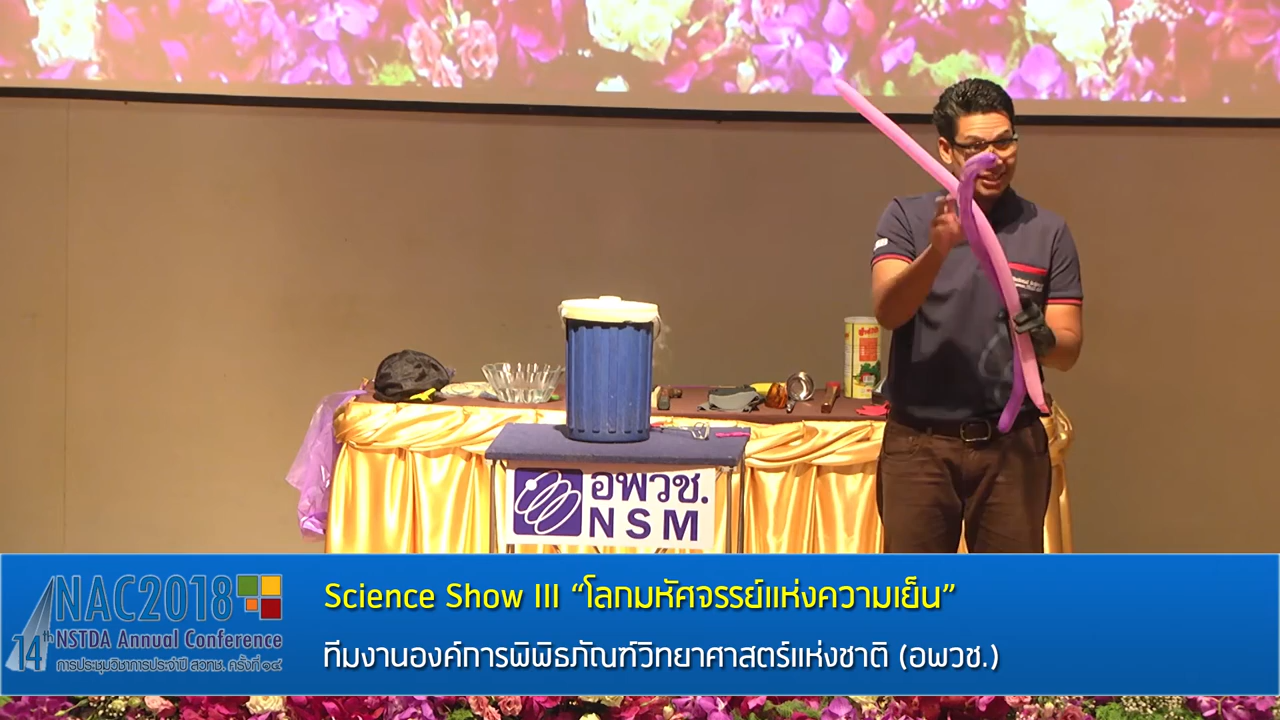 อพวช.
NSM
NAC2018
14th NSTDA Annual Conference
การประชุมวิชาการประจำปี สวทช. ครั้งที่ ๑๔
Science Show III “โลกมหัศจรรย์แห่งความเย็น”
ทีมงานองค์การพิพิธภัณฑ์วิทยาศาสตร์แห่งชาติ (อพวช.)